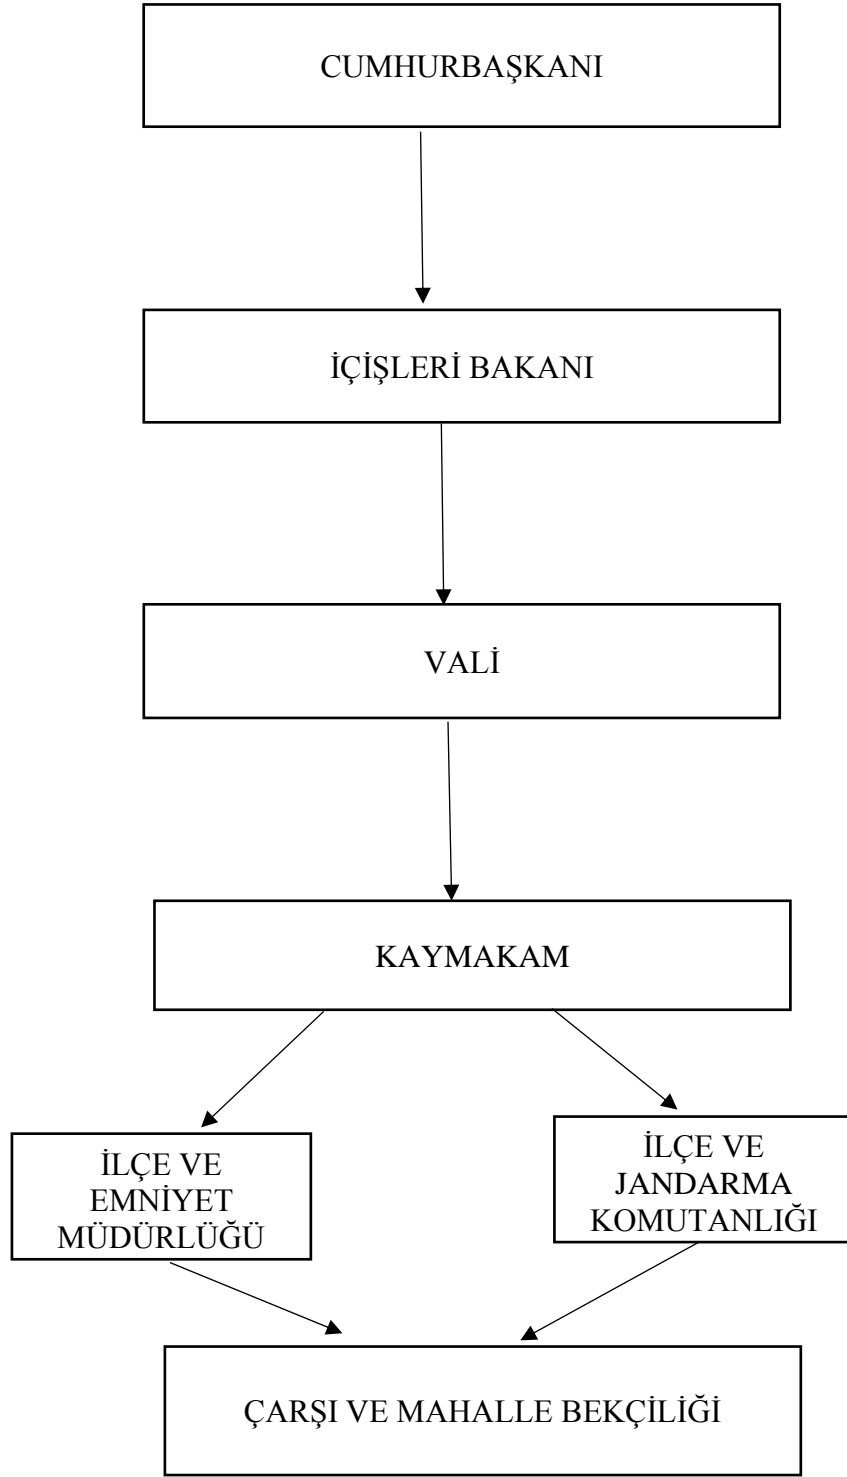 CUMHURBAŞKANI
İÇİŞLERİ BAKANI
VALİ
KAYMAKAM
İLÇE VE
EMNİYET
MÜDÜRLÜĞÜ
İLÇE VE
JANDARMA
KOMUTANLIĞI
ÇARŞI VE MAHALLE BEKÇİLİĞİ